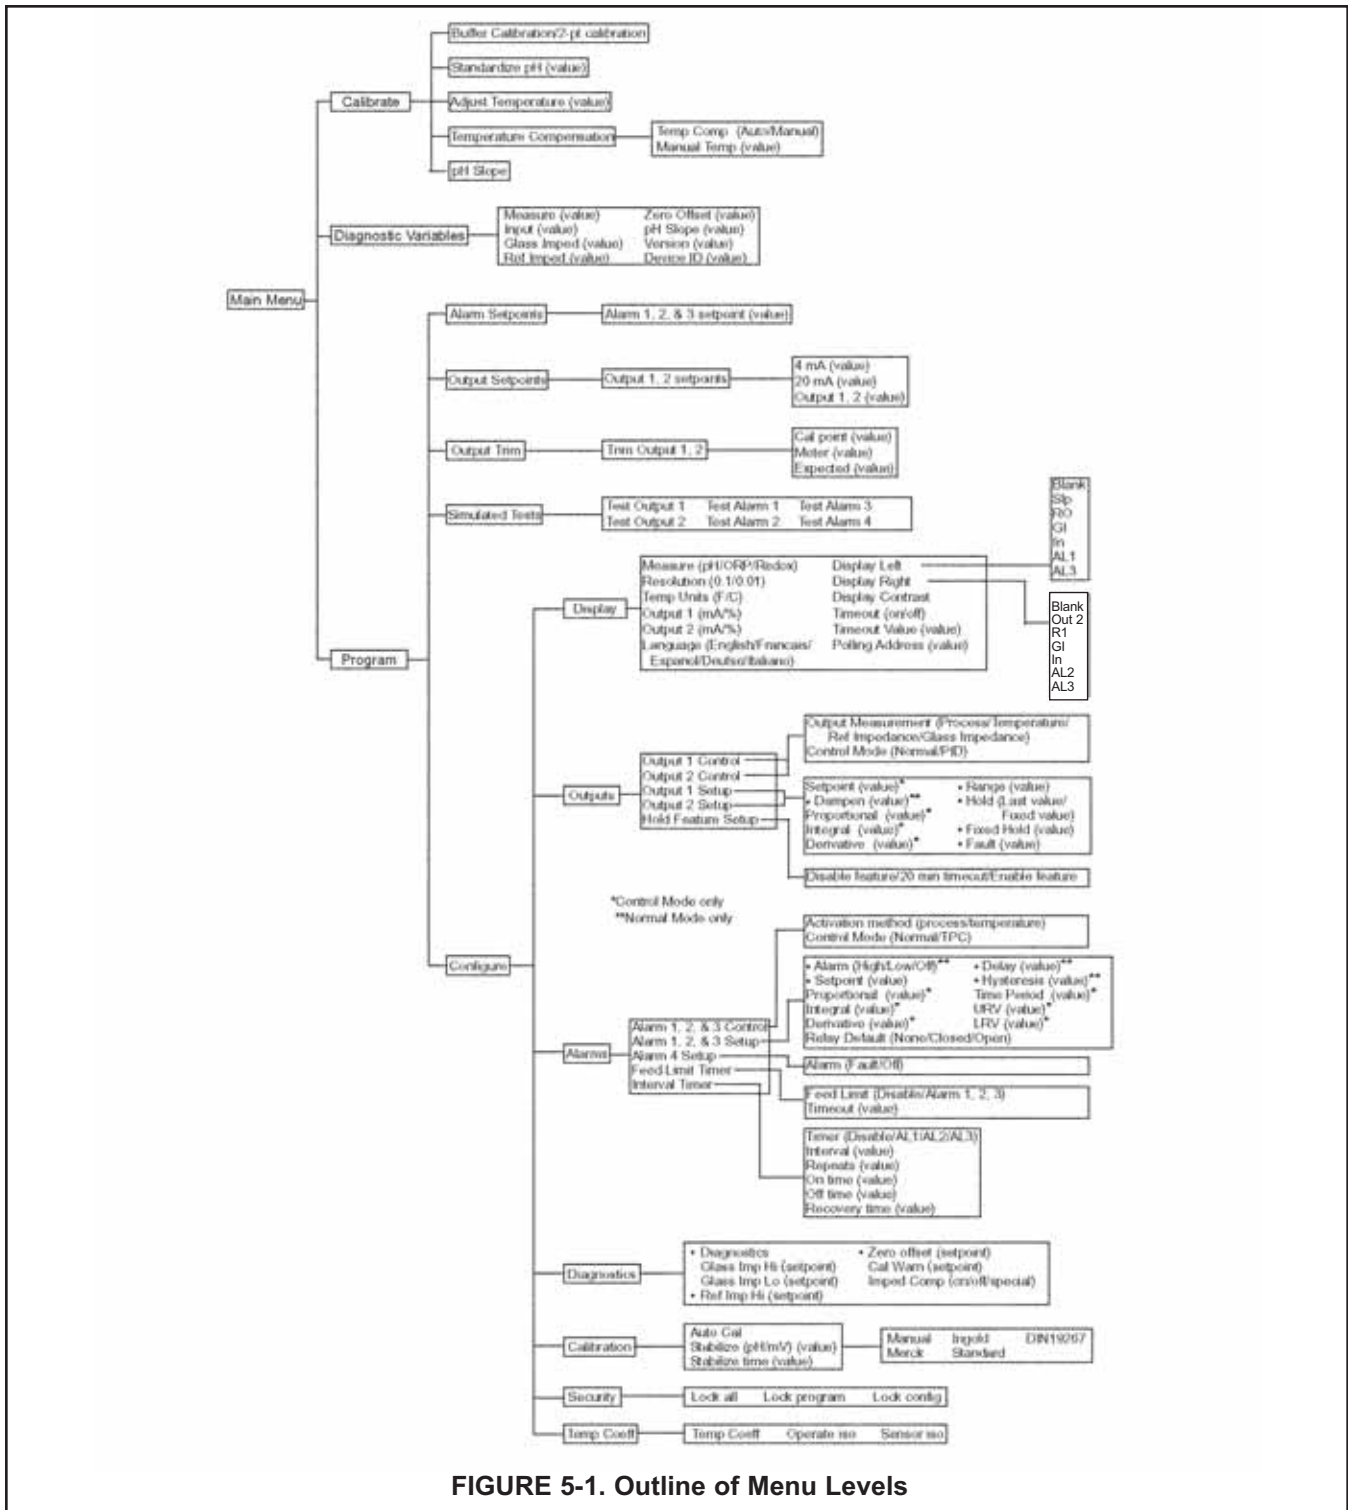 Buffer Calibration/2-pt calibration
Standardize pH (value)
Calibrate
Adjust Temperature (value)
Temperature Compensation
Temp Comp (Auto/Manual)
Manual Temp (value)
pH Slope
Diagnostic Variables
Measure (value) Zero Offset (value)
Input (value) pH Slope (value)
Glass Imped (value) Version (value)
Ref Imped (value) Device ID (value)
Main Menu
Alarm Setpoints
Alarm 1, 2, & 3 setpoint (value)
Output Setpoints
Output 1, 2 setpoints
4 mA (value)
20 mA (value)
Output 1, 2 (value)
Output Trim
Trim Output 1, 2
Cal point (value)
Meter (value)
Expected (value)
Simulated Tests
Test Output 1 Test Alarm 1 Test Alarm 3
Test Output 2 Test Alarm 2 Test Alarm 4
Blank
Slp
RO
GI
In
AL1
AL3
Program
Display
Measure (pH/ORP/Redox) Display Left
Resolution (0.1/0.01) Display Right
Temp Units (F/C) Display Contrast
Output 1 (mA/%) Timeout (on/off)
Output 2 (mA/%) Timeout Value (value)
Language (English/Francais/ Polling Address (value)
Espanol/Deutsc/Italiano)
Blank
Out 2
R1
GI
In
AL2
AL3
Outputs
Output 1 Control
Output 2 Control
Output 1 Setup
Output 2 Setup
Hold Feature Setup
Output Measurement (Process/Temperature/
Ref Impedance/Glass Impedance)
Control Mode (Normal/PID)
Setpoint (value)* • Range (value)
• Dampen (value)** • Hold (Last value/
Proportional (value)* Fixed value)
Integral (value)* • Fixed Hold (value)
Derivative (value)* • Fault (value)
Disable feature/20 min timeout/Enable feature
*Control Mode only
**Normal Mode only
Configure
Alarms
Alarm 1, 2, & 3 Control
Alarm 1, 2, & 3 Setup
Alarm 4 Setup
Feed Limit Timer
Interval Timer
Activation method (process/temperature)
Control Mode (Normal/TPC)
• Alarm (High/Low/Off)** • Delay (value)**
• Setpoint (value) • Hysteresis (value)**
Proportional (value)* Time Period (value)*
Integral (value)* URV (value)*
Derivative (value)* LRV (value)*
Relay Default (None/Closed/Open)
Alarm (Fault/Off)
Feed Limit (Disable/Alarm 1, 2, 3)
Timeout (value)
Timer (Disable/AL1/AL2/AL3)
Interval (value)
Repeats (value)
On time (value)
Off time (value)
Recovery time (value)
Diagnostics
• Diagnostics • Zero offset (setpoint)
Glass Imp Hi (setpoint) Cal Warn (setpoint)
Glass Imp Lo (setpoint) Imped Comp (on/off/special)
• Ref Imp Hi (setpoint)
Calibration
Auto Cal
Stabilize (pH/mV) (value)
Stabilize time (value)
Manual Ingold DIN19267
Merck Standard
Security
Lock all Lock program Lock config
Temp Coeff
Temp Coeff Operate iso Sensor iso
FIGURE 5-1. Outline of Menu Levels